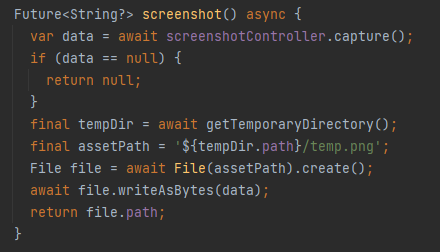 Future<String?> screenshot() async {
  var data = await screenshotController.capture();
  if (data == null) {
    return null;
  }
  final tempDir = await getTemporaryDirectory();
  final assetPath = '${tempDir.path}/temp.png';
  File file = await File(assetPath).create();
  await file.writeAsBytes(data);
  return file.path;
}